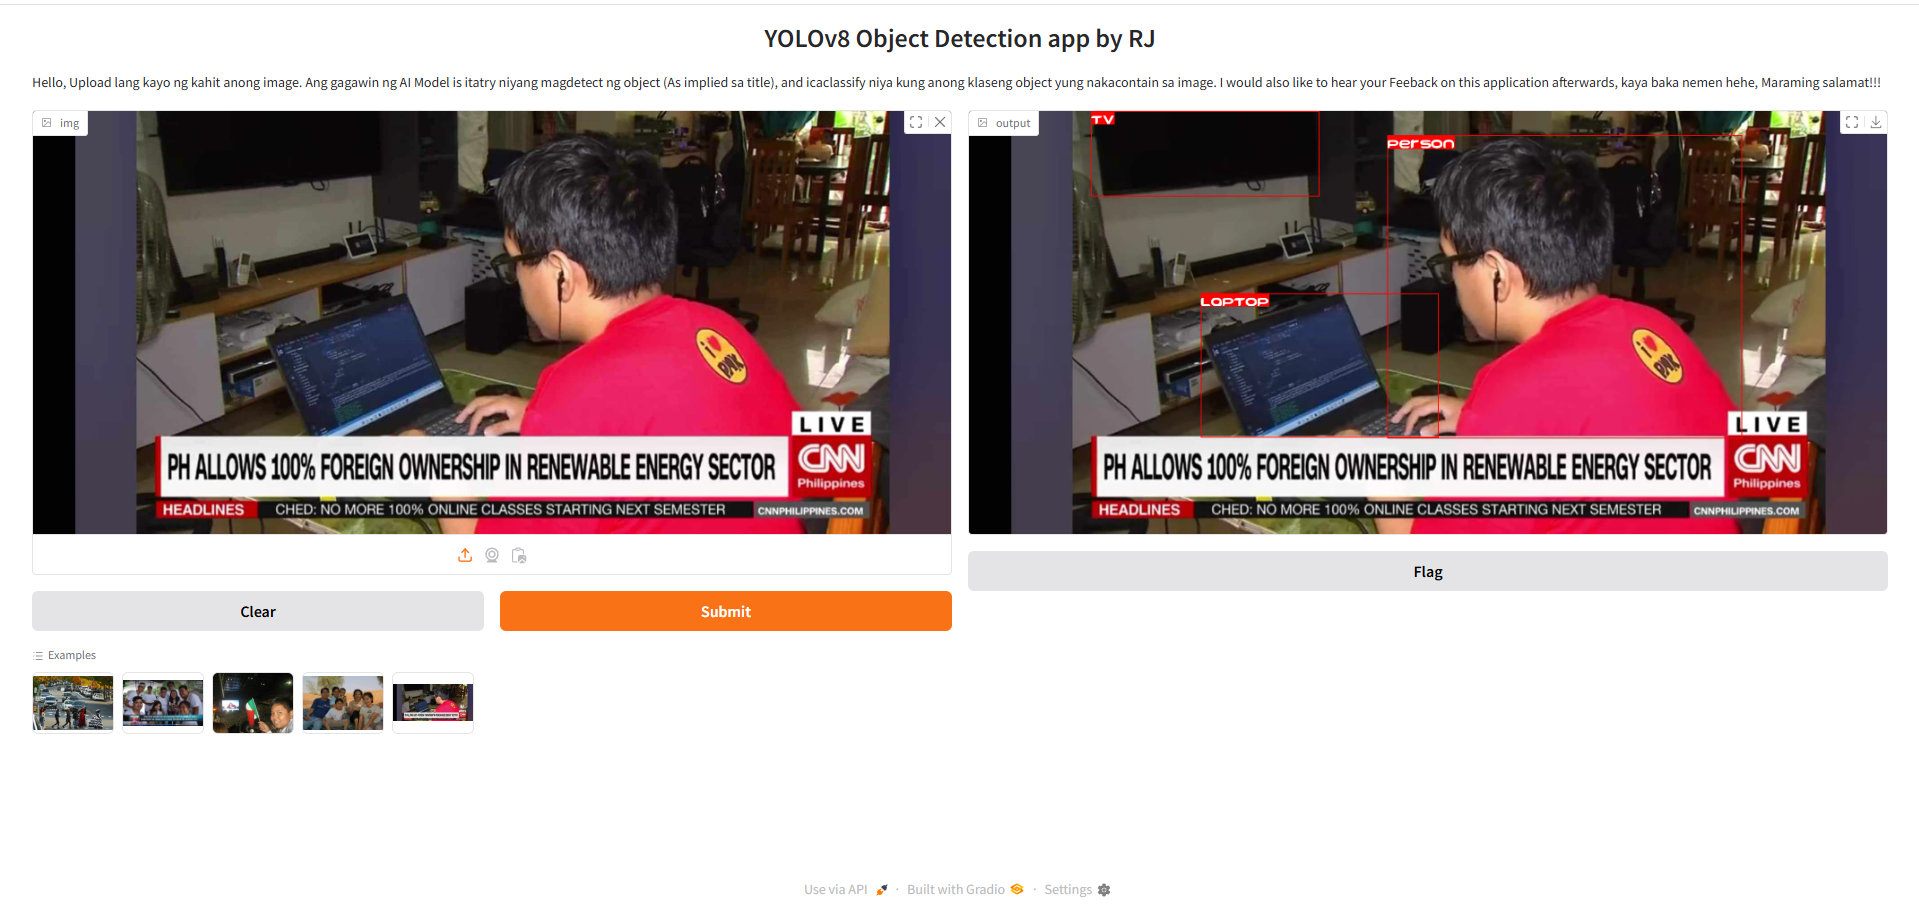 YOLOv8 Object Detection app by RJ
Hello, Upload lang kayo ng kahit anong image. Ang gagawin ng AI Model is itatry niyang magdetect ng object (As implied sa title), and icaclassify niya kung anong klaseng object yung nakacontain sa image. I would also like to hear your Feeback on this application afterwards, kaya baka nemen hehe, Maraming salamat!!!
img
i ❤ DNK
LIVE
PH ALLOWS 100% FOREIGN OWNERSHIP IN RENEWABLE ENERGY SECTOR
CNN
Philippines
HEADLINES CHED: NO MORE 100% ONLINE CLASSES STARTING NEXT SEMESTER CNNPHILIPPINES.COM
output
TV
person
LAPTOP
i ❤ DNK
LIVE
PH ALLOWS 100% FOREIGN OWNERSHIP IN RENEWABLE ENERGY SECTOR
CNN
Philippines
HEADLINES CHED: NO MORE 100% ONLINE CLASSES STARTING NEXT SEMESTER CNNPHILIPPINES.COM
Flag
Clear
Submit
Examples
Use via API · Built with Gradio · Settings